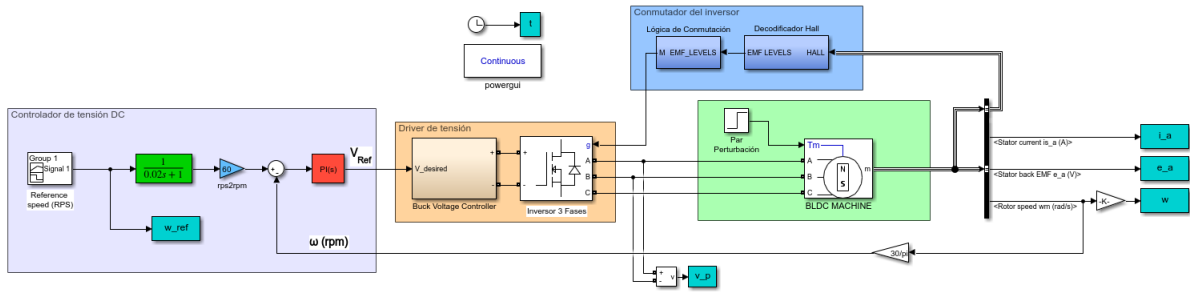 Conmutador del inversor
Lógica de Conmutación
Decodificador Hall
M EMF_LEVELS
EMF LEVELS
HALL
t
Continuous
powergui
Controlador de tensión DC
Group 1
Signal 1
Reference
speed (RPS)
1
0.02s + 1
60
rps2rpm
+
-
PI(s)
V_Ref
w_ref
ω (rpm)
Driver de tensión
V_desired
+
-
Buck Voltage Controller
+
-
g
A
B
C
Inversor 3 Fases
Par
Perturbación
Tm
A
B
C
N
S
m
BLDC MACHINE
<Stator current is_a (A)>
<Stator back EMF e_a (V)>
<Rotor speed wm (rad/s)>
i_a
e_a
-K-
w
30/pi
+
-
v
v_p